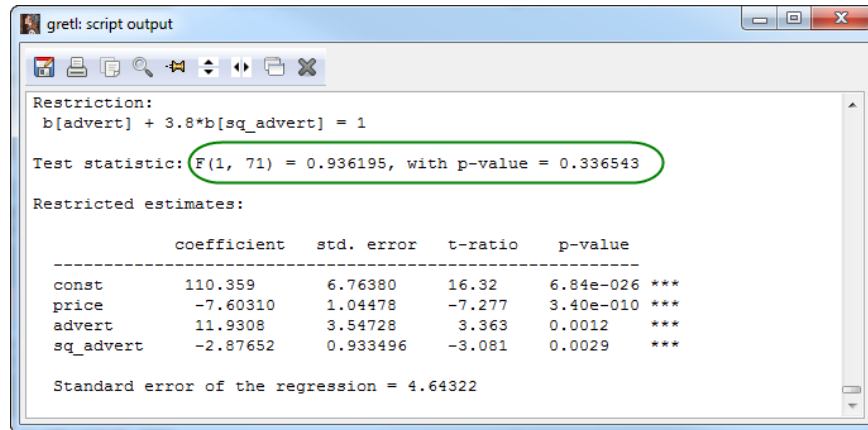 gretl: script output
Restriction:
b[advert] + 3.8*b[sq_advert] = 1
Test statistic: F(1, 71) = 0.936195, with p-value = 0.336543
Restricted estimates:
coefficient std. error t-ratio p-value
---------------------------------------------------------
const 110.359 6.76380 16.32 6.84e-026 ***
price -7.60310 1.04478 -7.277 3.40e-010 ***
advert 11.9308 3.54728 3.363 0.0012 ***
sq_advert -2.87652 0.933496 -3.081 0.0029 ***
Standard error of the regression = 4.64322